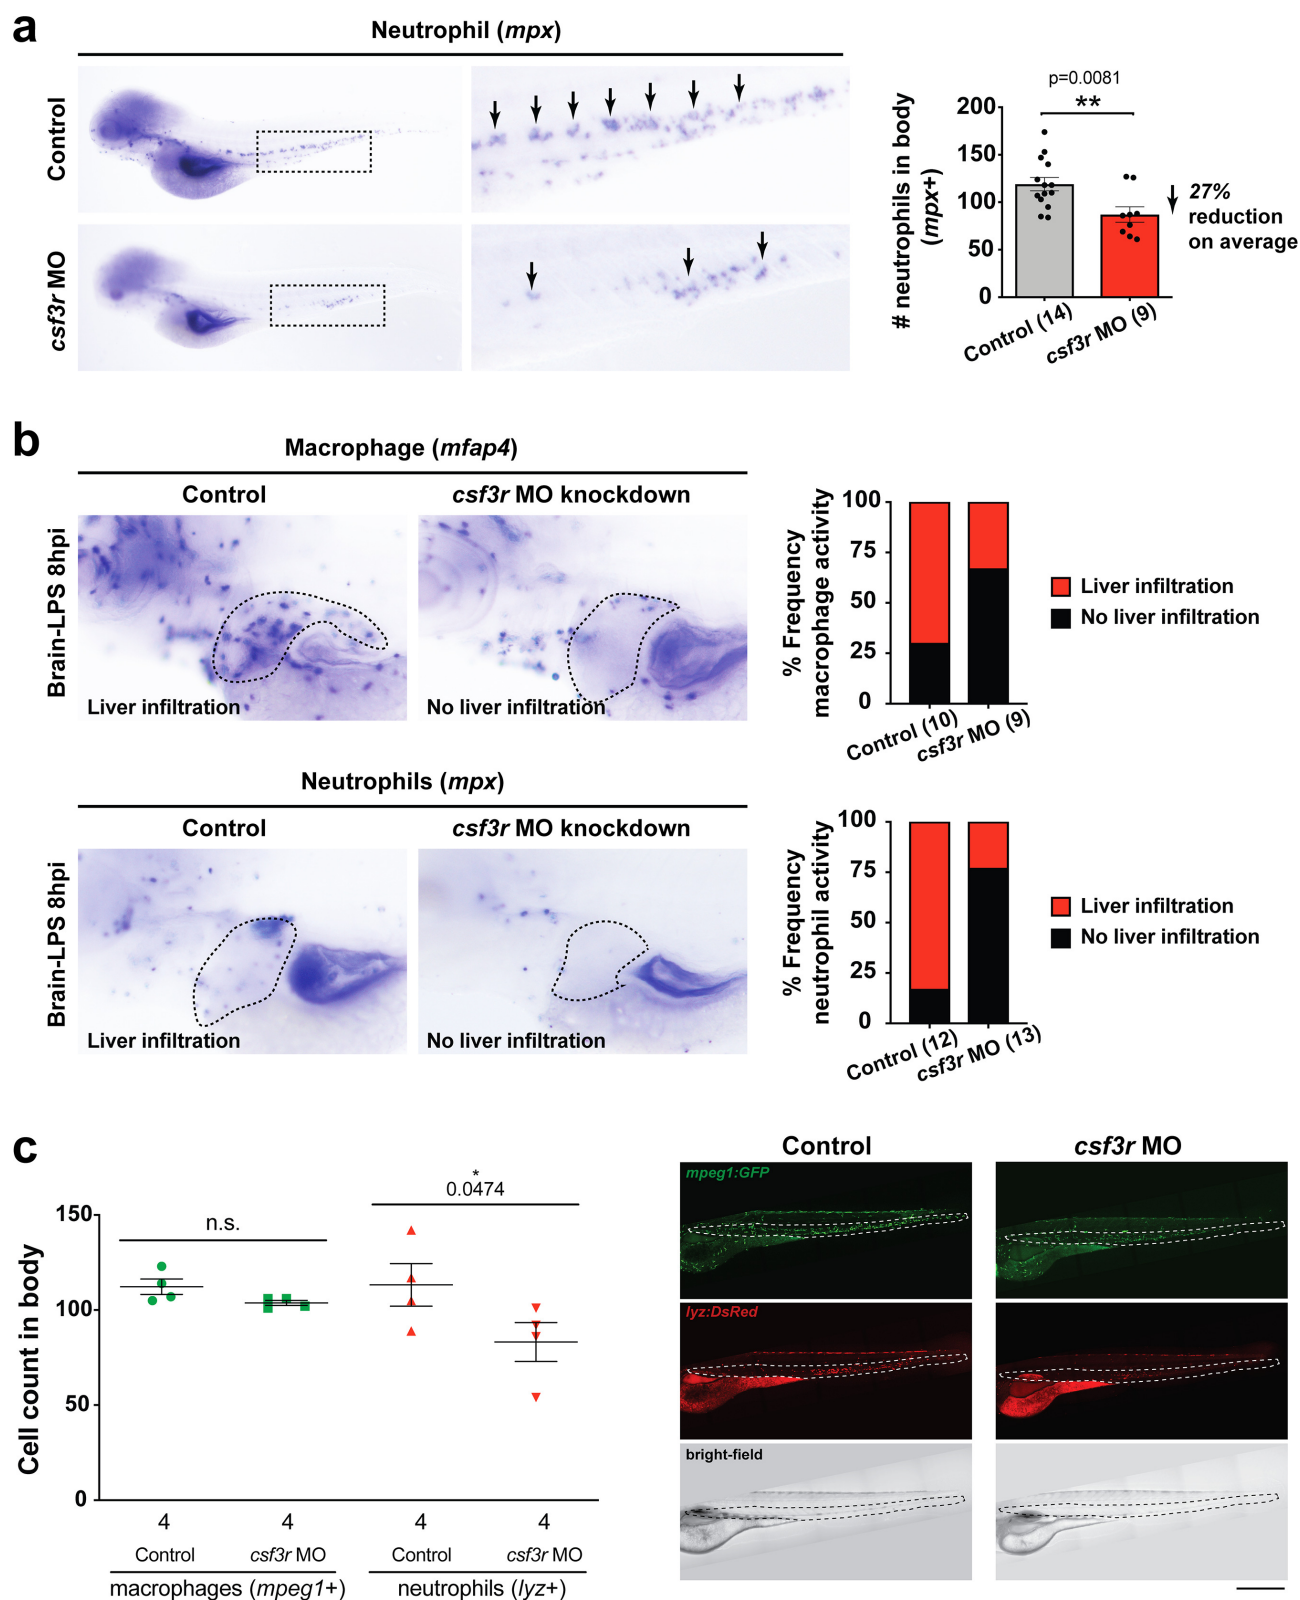 a
Neutrophil (mpx)
Control
csf3r MO
# neutrophils in body
(mpx+)
p=0.0081
**
200
150
100
50
0
Control (14)
csf3r MO (9)
27%
reduction
on average
b
Macrophage (mfap4)
Control
csf3r MO knockdown
Brain-LPS 8hpi
Liver infiltration
No liver infiltration
% Frequency
macrophage activity
100
75
50
25
0
Control (10)
csf3r MO (9)
Liver infiltration
No liver infiltration
Neutrophils (mpx)
Control
csf3r MO knockdown
Brain-LPS 8hpi
Liver infiltration
No liver infiltration
% Frequency
neutrophil activity
100
75
50
25
0
Control (12)
csf3r MO (13)
Liver infiltration
No liver infiltration
c
Cell count in body
150
100
50
0
n.s.
*
0.0474
4
4
4
4
Control
csf3r MO
Control
csf3r MO
macrophages (mpeg1+)
neutrophils (lyz+)
Control
csf3r MO
mpeg1:GFP
lyz:DsRed
bright-field